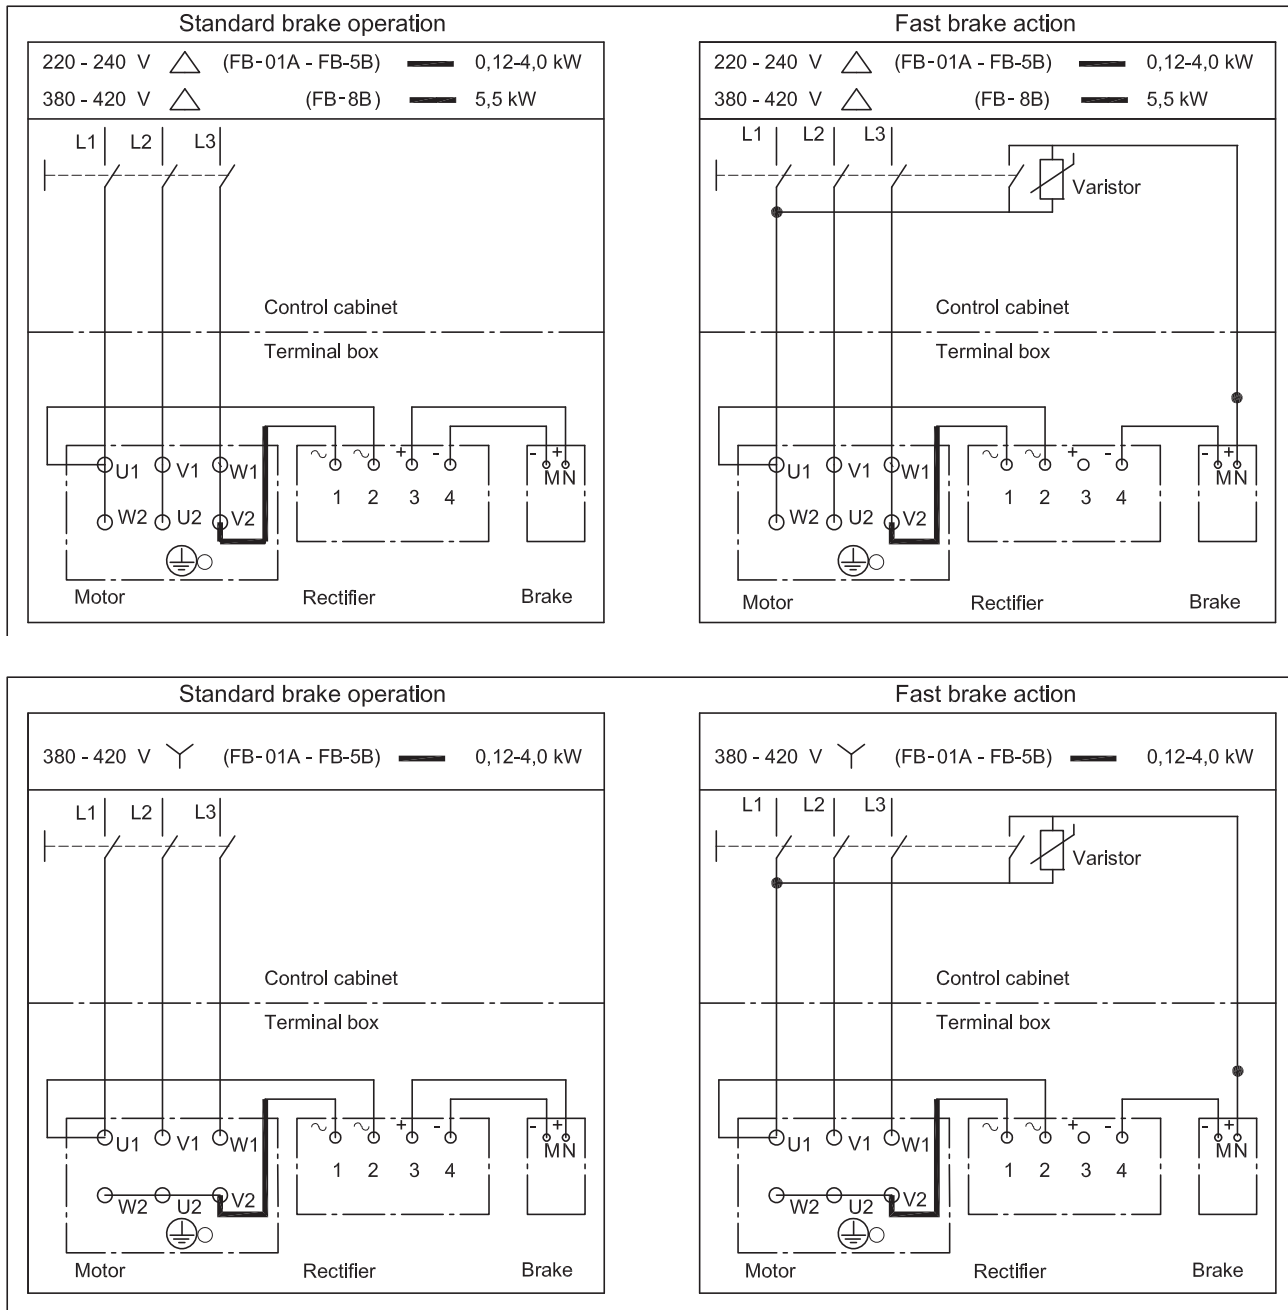 Standard brake operation
220 - 240 V (FB-01A - FB-5B) 0,12-4,0 kW
380 - 420 V (FB-8B) 5,5 kW
L1 L2 L3
Control cabinet
Terminal box
U1 V1 W1 ~ ~ + - - +
M N
1 2 3 4
W2 U2 V2
Motor Rectifier Brake
Fast brake action
220 - 240 V (FB-01A - FB-5B) 0,12-4,0 kW
380 - 420 V (FB-8B) 5,5 kW
L1 L2 L3
Varistor
Control cabinet
Terminal box
U1 V1 W1 ~ ~ + - - +
M N
1 2 3 4
W2 U2 V2
Motor Rectifier Brake
Standard brake operation
380 - 420 V (FB-01A - FB-5B) 0,12-4,0 kW
L1 L2 L3
Control cabinet
Terminal box
U1 V1 W1 ~ ~ + - - +
M N
1 2 3 4
W2 U2 V2
Motor Rectifier Brake
Fast brake action
380 - 420 V (FB-01A - FB-5B) 0,12-4,0 kW
L1 L2 L3
Varistor
Control cabinet
Terminal box
U1 V1 W1 ~ ~ + - - +
M N
1 2 3 4
W2 U2 V2
Motor Rectifier Brake